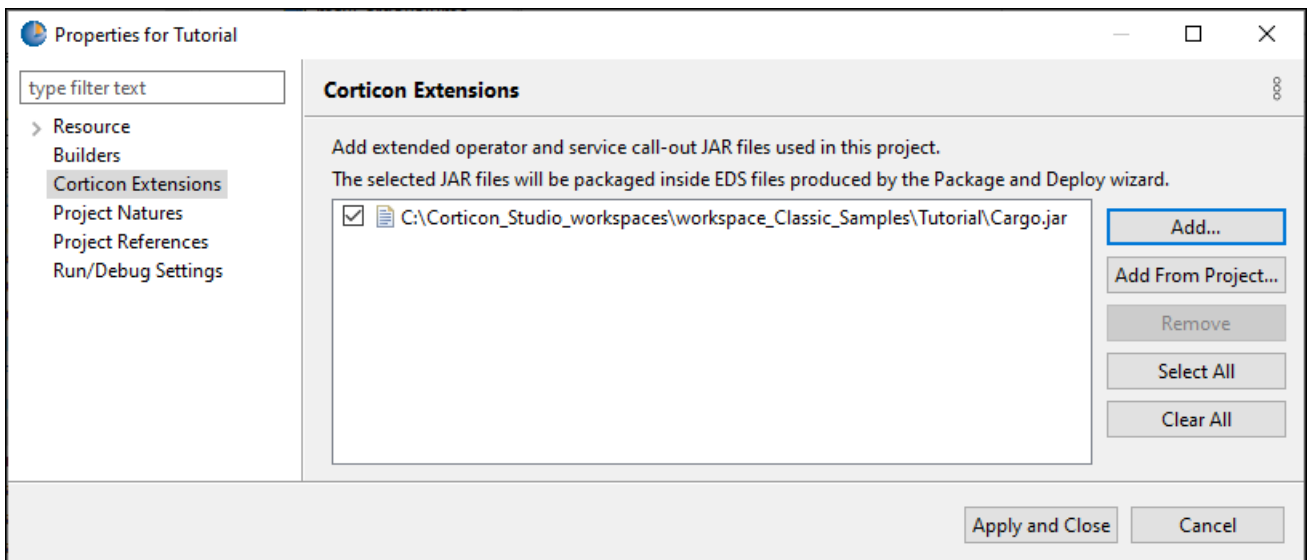 Properties for Tutorial
type filter text
Resource
Builders
Corticon Extensions
Project Natures
Project References
Run/Debug Settings
Corticon Extensions
Add extended operator and service call-out JAR files used in this project.
The selected JAR files will be packaged inside EDS files produced by the Package and Deploy wizard.
C:\Corticon_Studio_workspaces\workspace_Classic_Samples\Tutorial\Cargo.jar
Add...
Add From Project...
Remove
Select All
Clear All
Apply and Close
Cancel